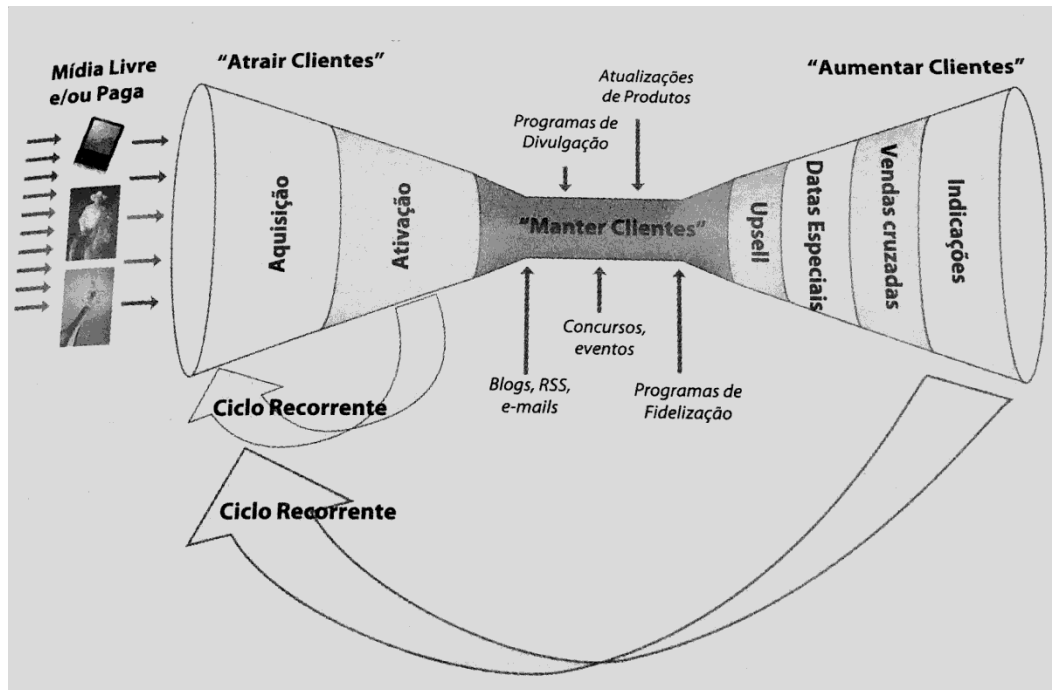 Mídia Livre
e/ou Paga
“Atrair Clientes”
Aquisição
Ativação
Programas de
Divulgação
Atualizações
de Produtos
“Manter Clientes”
Blogs, RSS,
e-mails
Concursos,
eventos
Programas de
Fidelização
“Aumentar Clientes”
Upsell
Datas Especiais
Vendas cruzadas
Indicações
Ciclo Recorrente
Ciclo Recorrente